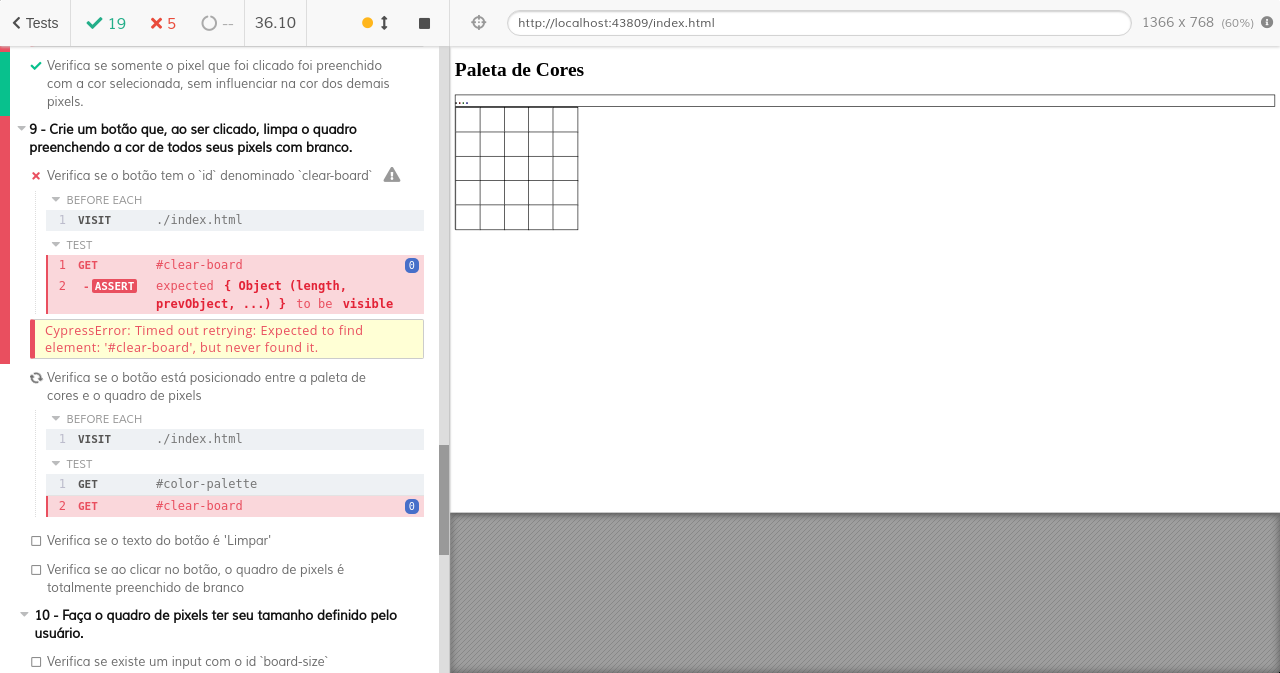 Tests 19 5 -- 36.10 http://localhost:43809/index.html 1366 x 768 (60%)
Verifica se somente o pixel que foi clicado foi preenchido
com a cor selecionada, sem influenciar na cor dos demais
pixels.
9 - Crie um botão que, ao ser clicado, limpa o quadro
preenchendo a cor de todos seus pixels com branco.
Verifica se o botão tem o `id` denominado `clear-board`
BEFORE EACH
1 VISIT ./index.html
TEST
1 GET #clear-board 0
2 -ASSERT expected { Object (length,
prevObject, ...) } to be visible
CypressError: Timed out retrying: Expected to find
element: '#clear-board', but never found it.
Verifica se o botão está posicionado entre a paleta de
cores e o quadro de pixels
BEFORE EACH
1 VISIT ./index.html
TEST
1 GET #color-palette
2 GET #clear-board 0
Verifica se o texto do botão é 'Limpar'
Verifica se ao clicar no botão, o quadro de pixels é
totalmente preenchido de branco
10 - Faça o quadro de pixels ter seu tamanho definido pelo
usuário.
Verifica se existe um input com o id `board-size`
Paleta de Cores
....